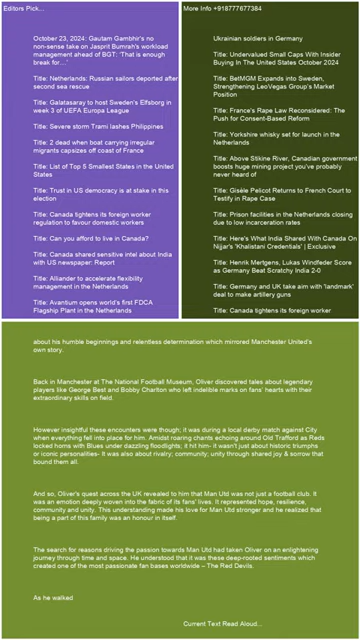 Editors Pick...
October 23, 2024: Gautam Gambhir's no
non-sense take on Jasprit Bumrah's workload
management ahead of BGT: 'That is enough
break for…'
Title: Netherlands: Russian sailors deported after
second sea rescue
Title: Galatasaray to host Sweden's Elfsborg in
week 3 of UEFA Europa League
Title: Severe storm Trami lashes Philippines
Title: 2 dead when boat carrying irregular
migrants capsizes off coast of France
Title: List of Top 5 Smallest States in the United
States
Title: Trust in US democracy is at stake in this
election
Title: Canada tightens its foreign worker
regulation to favour domestic workers
Title: Can you afford to live in Canada?
Title: Canada shared sensitive intel about India
with US newspaper: Report
Title: Alliander to accelerate flexibility
management in the Netherlands
Title: Avantium opens world's first FDCA
Flagship Plant in the Netherlands
More Info +918777677384
Ukrainian soldiers in Germany
Title: Undervalued Small Caps With Insider
Buying In The United States October 2024
Title: BetMGM Expands into Sweden,
Strengthening LeoVegas Group's Market
Position
Title: France's Rape Law Reconsidered: The
Push for Consent-Based Reform
Title: Yorkshire whisky set for launch in the
Netherlands
Title: Above Stikine River, Canadian government
boosts huge mining project you've probably
never heard of
Title: Gisèle Pelicot Returns to French Court to
Testify in Rape Case
Title: Prison facilities in the Netherlands closing
due to low incarceration rates
Title: Here's What India Shared With Canada On
Nijjar's 'Khalistani Credentials' | Exclusive
Title: Henrik Mertgens, Lukas Windfeder Score
as Germany Beat Scratchy India 2-0
Title: Germany and UK take aim with 'landmark'
deal to make artillery guns
Title: Canada tightens its foreign worker
about his humble beginnings and relentless determination which mirrored Manchester United's
own story.
Back in Manchester at The National Football Museum, Oliver discovered tales about legendary
players like George Best and Bobby Charlton who left indelible marks on fans' hearts with their
extraordinary skills on field.
However insightful these encounters were though; it was during a local derby match against City
when everything fell into place for him. Amidst roaring chants echoing around Old Trafford as Reds
locked horns with Blues under dazzling floodlights; it hit him- it wasn't just about historic triumphs
or iconic personalities- It was also about rivalry; community; unity through shared joy & sorrow that
bound them all.
And so, Oliver's quest across the UK revealed to him that Man Utd was not just a football club. It
was an emotion deeply woven into the fabric of its fans' lives. It represented hope, resilience,
community and unity. This understanding made his love for Man Utd stronger and he realized that
being a part of this family was an honour in itself.
The search for reasons driving the passion towards Man Utd had taken Oliver on an enlightening
journey through time and space. He understood that it was these deep-rooted sentiments which
created one of the most passionate fan bases worldwide – The Red Devils.
As he walked
Current Text Read Aloud...